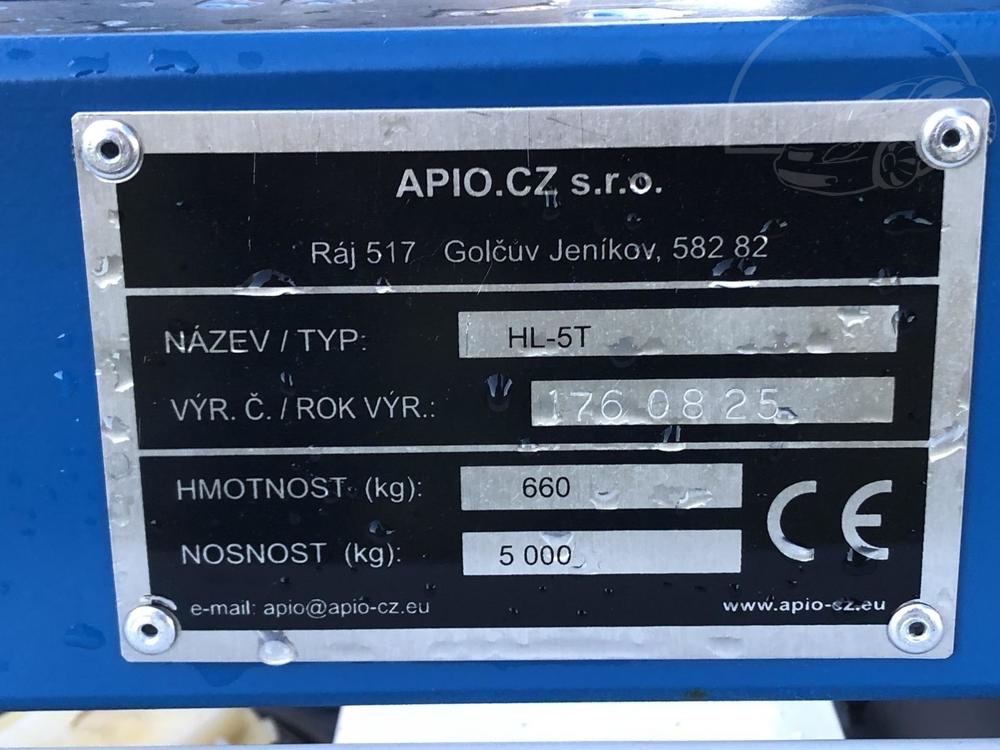 APIO.CZ s.r.o.
Ráj 517 Golčův Jeníkov, 582 82
NÁZEV / TYP: HL-5T
VÝR. Č. / ROK VÝR.: 176 08 25
HMOTNOST (kg): 660
NOSNOST (kg): 5 000
CE
e-mail: apio@apio-cz.eu www.apio-cz.eu